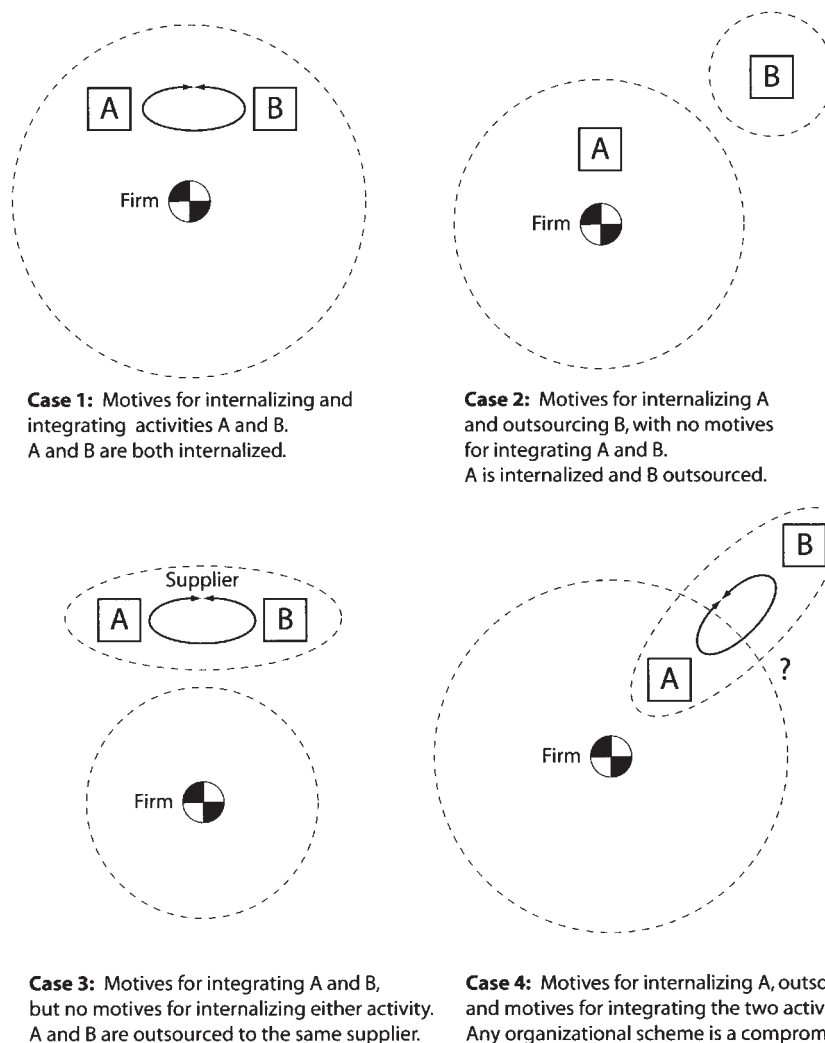 A
B
Firm
Case 1: Motives for internalizing and
integrating activities A and B.
A and B are both internalized.
B
A
Firm
Case 2: Motives for internalizing A
and outsourcing B, with no motives
for integrating A and B.
A is internalized and B outsourced.
Supplier
A
B
Firm
Case 3: Motives for integrating A and B,
but no motives for internalizing either activity.
A and B are outsourced to the same supplier.
B
A
?
Firm
Case 4: Motives for internalizing A,
and motives for integrating the two
Any organizational scheme is a